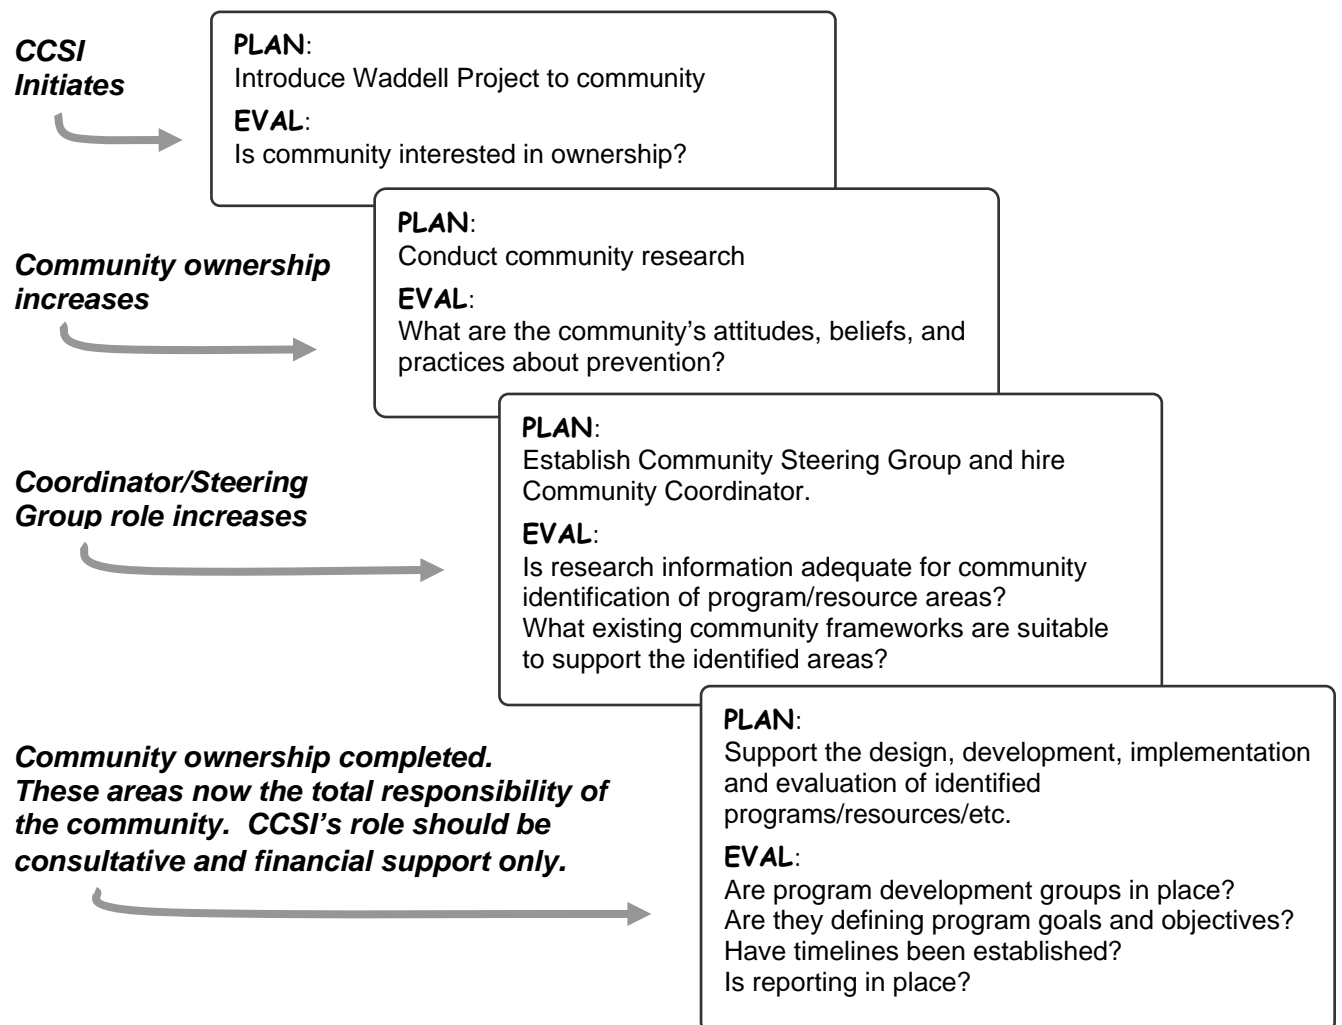 CCSI
Initiates
PLAN:
Introduce Waddell Project to community
EVAL:
Is community interested in ownership?
Community ownership
increases
PLAN:
Conduct community research
EVAL:
What are the community’s attitudes, beliefs, and
practices about prevention?
Coordinator/Steering
Group role increases
PLAN:
Establish Community Steering Group and hire
Community Coordinator.
EVAL:
Is research information adequate for community
identification of program/resource areas?
What existing community frameworks are suitable
to support the identified areas?
Community ownership completed.
These areas now the total responsibility of
the community.  CCSI’s role should be
consultative and financial support only.
PLAN:
Support the design, development, implementation
and evaluation of identified
programs/resources/etc.
EVAL:
Are program development groups in place?
Are they defining program goals and objectives?
Have timelines been established?
Is reporting in place?